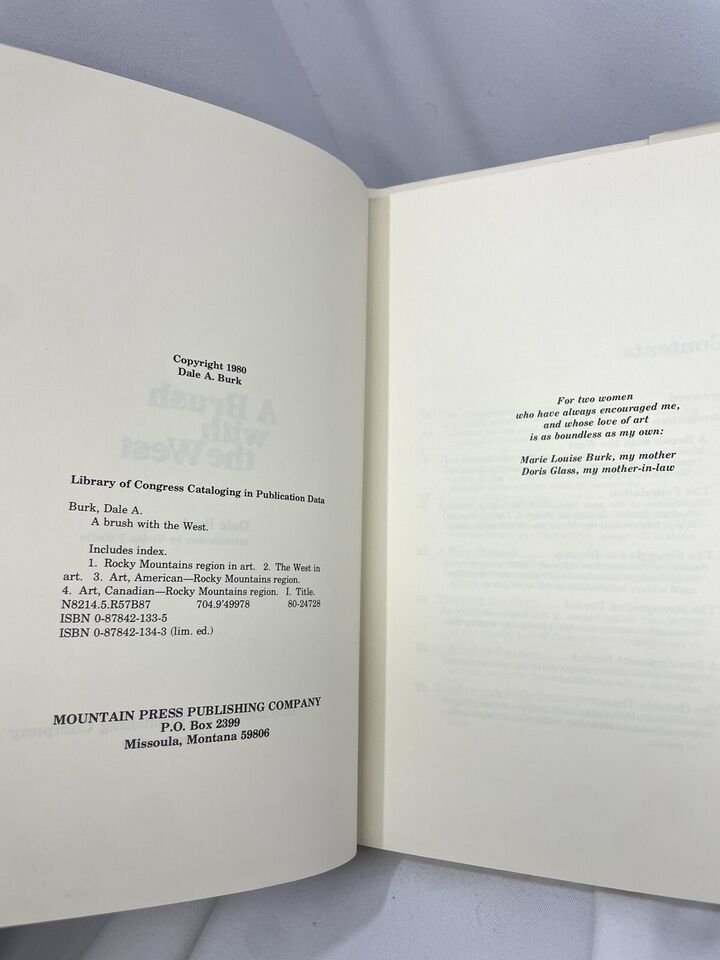 Copyright 1980
Dale A. Burk
Library of Congress Cataloging in Publication Data
Burk, Dale A.
A brush with the West.
Includes index.
1. Rocky Mountains region in art. 2. The West in
art. 3. Art, American—Rocky Mountains region.
4. Art, Canadian—Rocky Mountains region. I. Title.
N8214.5.R57B87 704.9'49978 80-24728
ISBN 0-87842-133-5
ISBN 0-87842-134-3 (lim. ed.)
MOUNTAIN PRESS PUBLISHING COMPANY
P.O. Box 2399
Missoula, Montana 59806
For two women
who have always encouraged me,
and whose love of art
is as boundless as my own:
Marie Louise Burk, my mother
Doris Glass, my mother-in-law